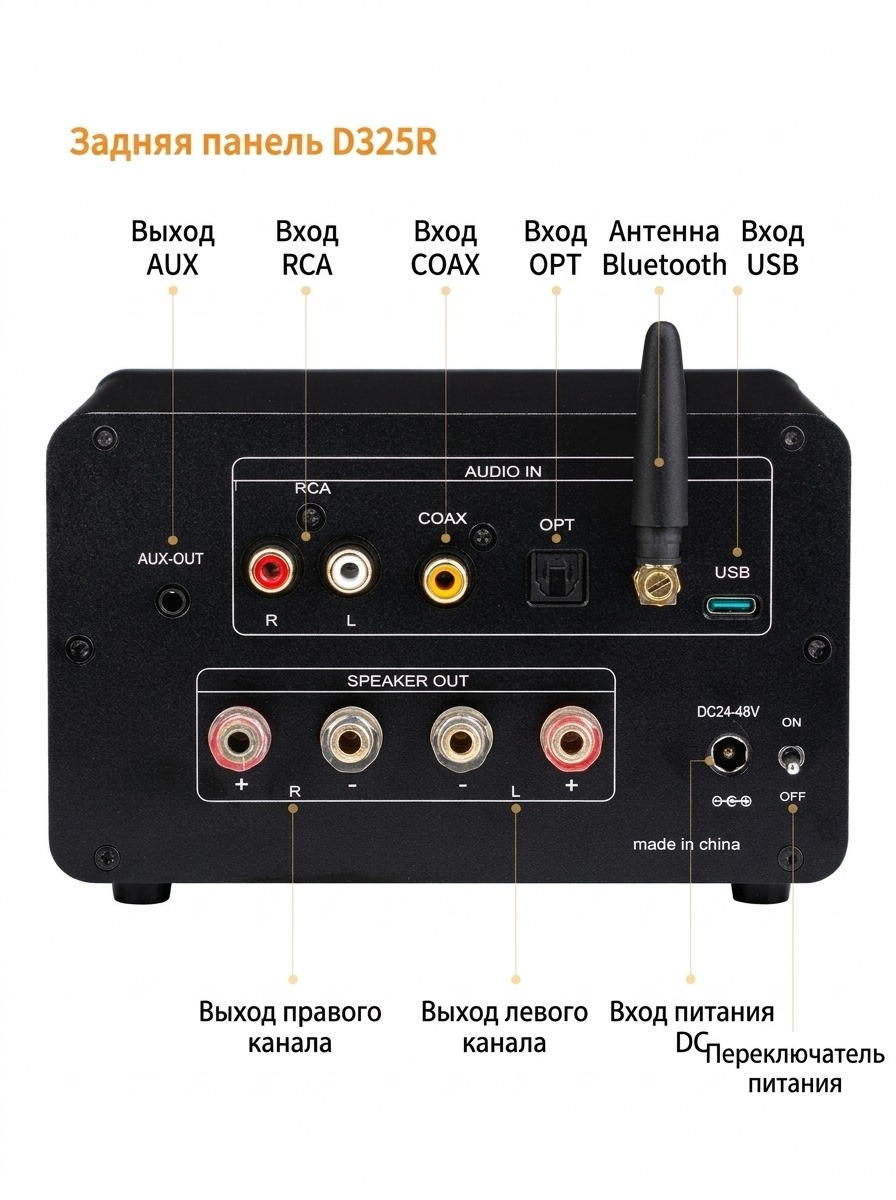 Задняя панель D325R
Выход
AUX
Вход
RCA
Вход
COAX
Вход
OPT
Антенна
Bluetooth
Вход
USB
AUDIO IN
RCA
COAX
OPT
AUX-OUT
USB
R
L
SPEAKER OUT
DC24-48V
ON
+
R
-
-
L
+
OFF
made in china
Выход правого
канала
Выход левого
канала
Вход питания
DC
Переключатель
питания